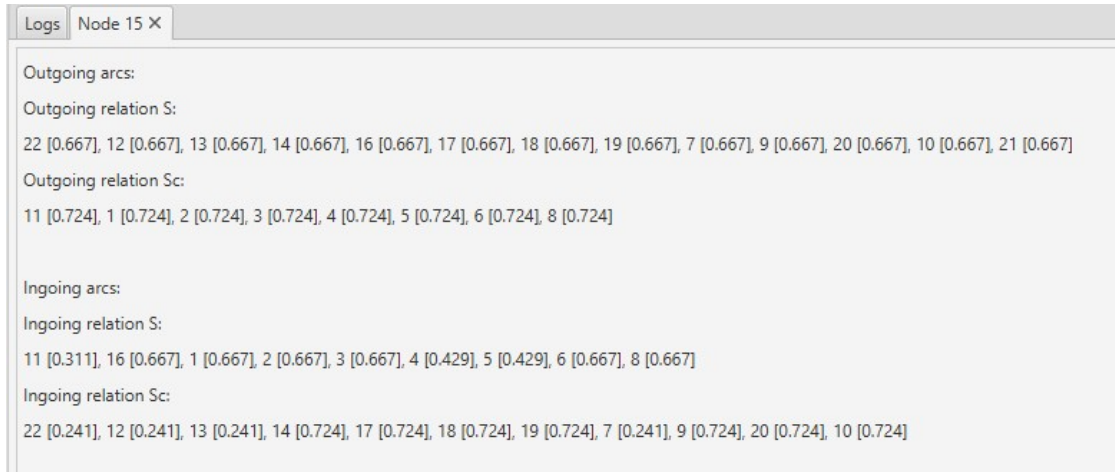 Logs Node 15 ×
Outgoing arcs:
Outgoing relation S:
22 [0.667], 12 [0.667], 13 [0.667], 14 [0.667], 16 [0.667], 17 [0.667], 18 [0.667], 19 [0.667], 7 [0.667], 9 [0.667], 20 [0.667], 10 [0.667], 21 [0.667]
Outgoing relation Sc:
11 [0.724], 1 [0.724], 2 [0.724], 3 [0.724], 4 [0.724], 5 [0.724], 6 [0.724], 8 [0.724]
Ingoing arcs:
Ingoing relation S:
11 [0.311], 16 [0.667], 1 [0.667], 2 [0.667], 3 [0.667], 4 [0.429], 5 [0.429], 6 [0.667], 8 [0.667]
Ingoing relation Sc:
22 [0.241], 12 [0.241], 13 [0.241], 14 [0.724], 17 [0.724], 18 [0.724], 19 [0.724], 7 [0.241], 9 [0.724], 20 [0.724], 10 [0.724]